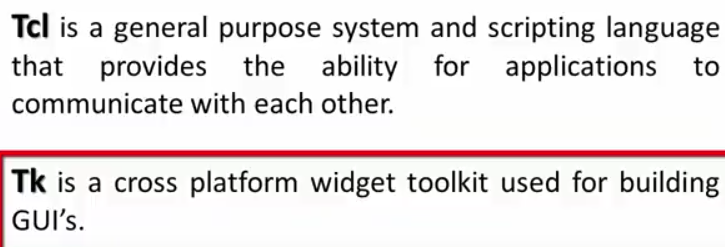 Tcl is a general purpose system and scripting language
that provides the ability for applications to
communicate with each other.
Tk is a cross platform widget toolkit used for building
GUI's.